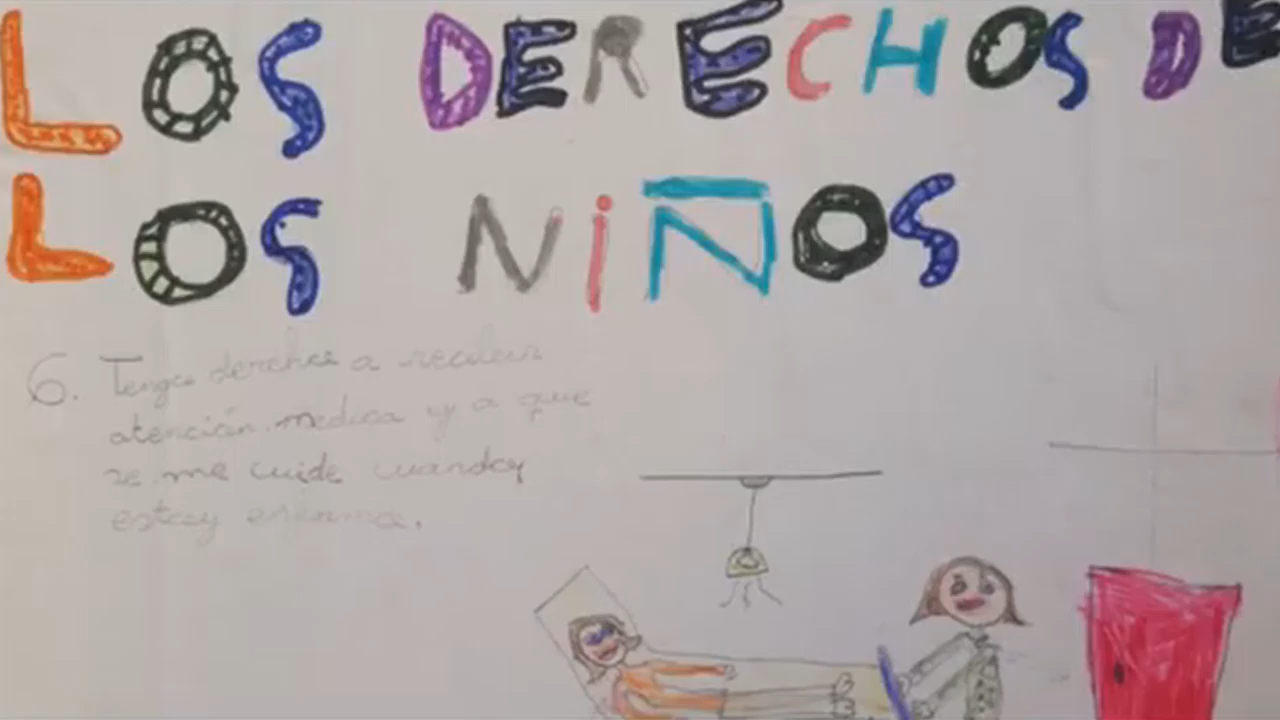 LOS DERECHOS DE
LOS NIÑOS
6. Tengo derecho a recibir
atención medica y a que
se me cuide cuando
estoy enferma.